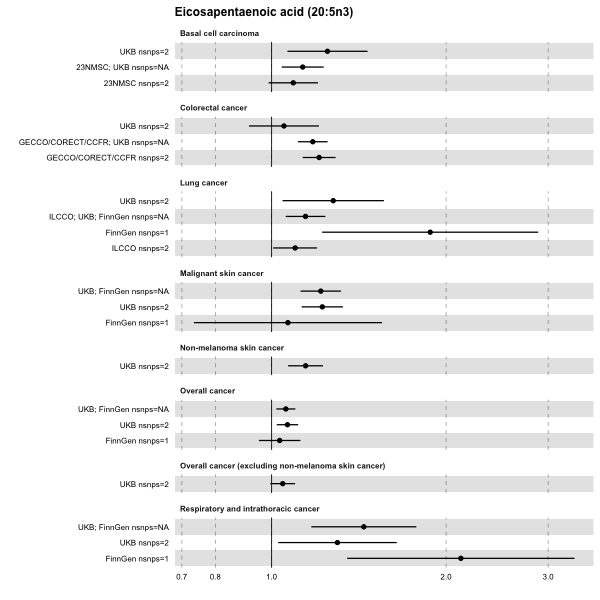 Eicosapentaenoic acid (20:5n3)
Basal cell carcinoma
UKB nsnps=2
23NMSC; UKB nsnps=NA
23NMSC nsnps=2
Colorectal cancer
UKB nsnps=2
GECCO/CORECT/CCFR; UKB nsnps=NA
GECCO/CORECT/CCFR nsnps=2
Lung cancer
UKB nsnps=2
ILCCO; UKB; FinnGen nsnps=NA
FinnGen nsnps=1
ILCCO nsnps=2
Malignant skin cancer
UKB; FinnGen nsnps=NA
UKB nsnps=2
FinnGen nsnps=1
Non-melanoma skin cancer
UKB nsnps=2
Overall cancer
UKB; FinnGen nsnps=NA
UKB nsnps=2
FinnGen nsnps=1
Overall cancer (excluding non-melanoma skin cancer)
UKB nsnps=2
Respiratory and intrathoracic cancer
UKB; FinnGen nsnps=NA
UKB nsnps=2
FinnGen nsnps=1
0.7 0.8 1.0 2.0 3.0